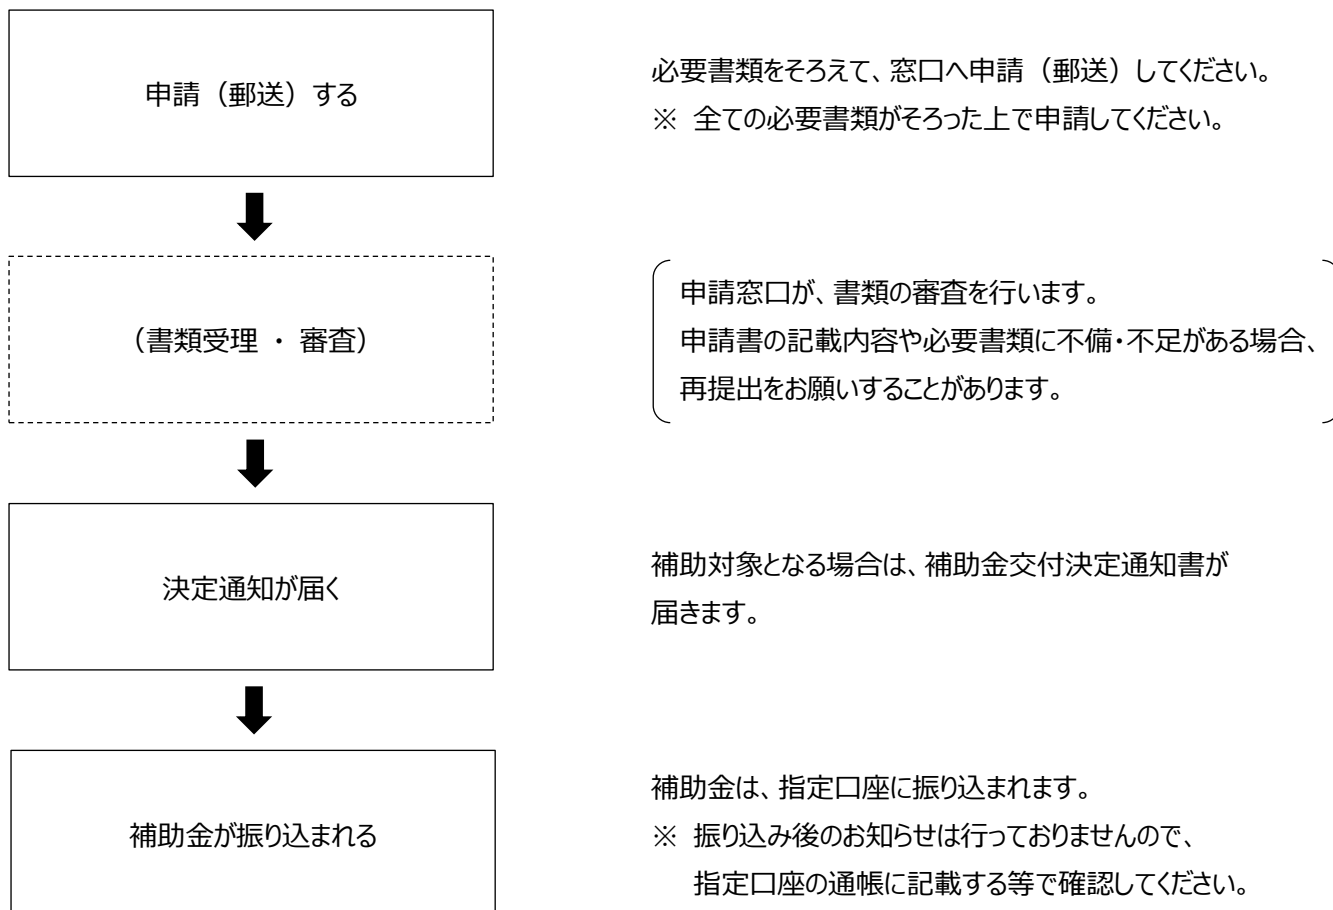 申請（郵送）する
必要書類をそろえて、窓口へ申請（郵送）してください。
※ 全ての必要書類がそろった上で申請してください。
（書類受理 ・ 審査）
申請窓口が、書類の審査を行います。
申請書の記載内容や必要書類に不備・不足がある場合、
再提出をお願いすることがあります。
決定通知が届く
補助対象となる場合は、補助金交付決定通知書が
届きます。
補助金が振り込まれる
補助金は、指定口座に振り込まれます。
※ 振り込み後のお知らせは行っておりませんので、
指定口座の通帳に記載する等で確認してください。